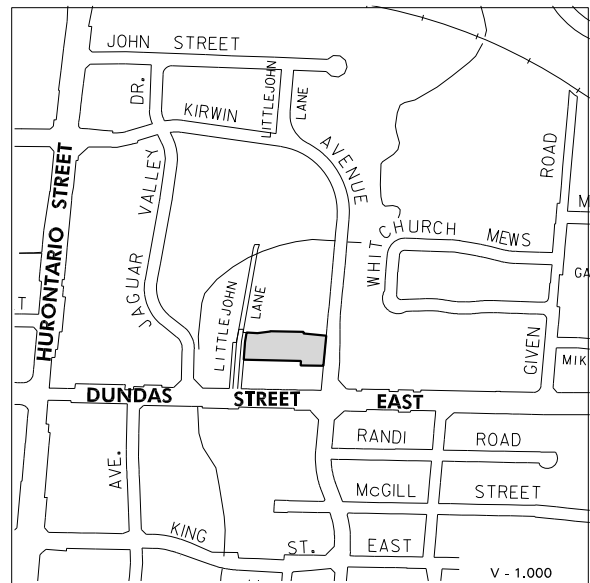 JOHN STREET
DR.
KIRWIN
LITTLEJOHN
LANE
AVENUE
ROAD
HURONTARIO STREET
VALLEY
JAGUAR
WHITCHURCH MEWS
M
GA
T
LITTLEJOHN
LANE
GIVEN
MIK
DUNDAS STREET EAST
RANDI ROAD
AVE.
McGILL STREET
KING ST. EAST
V - 1.000